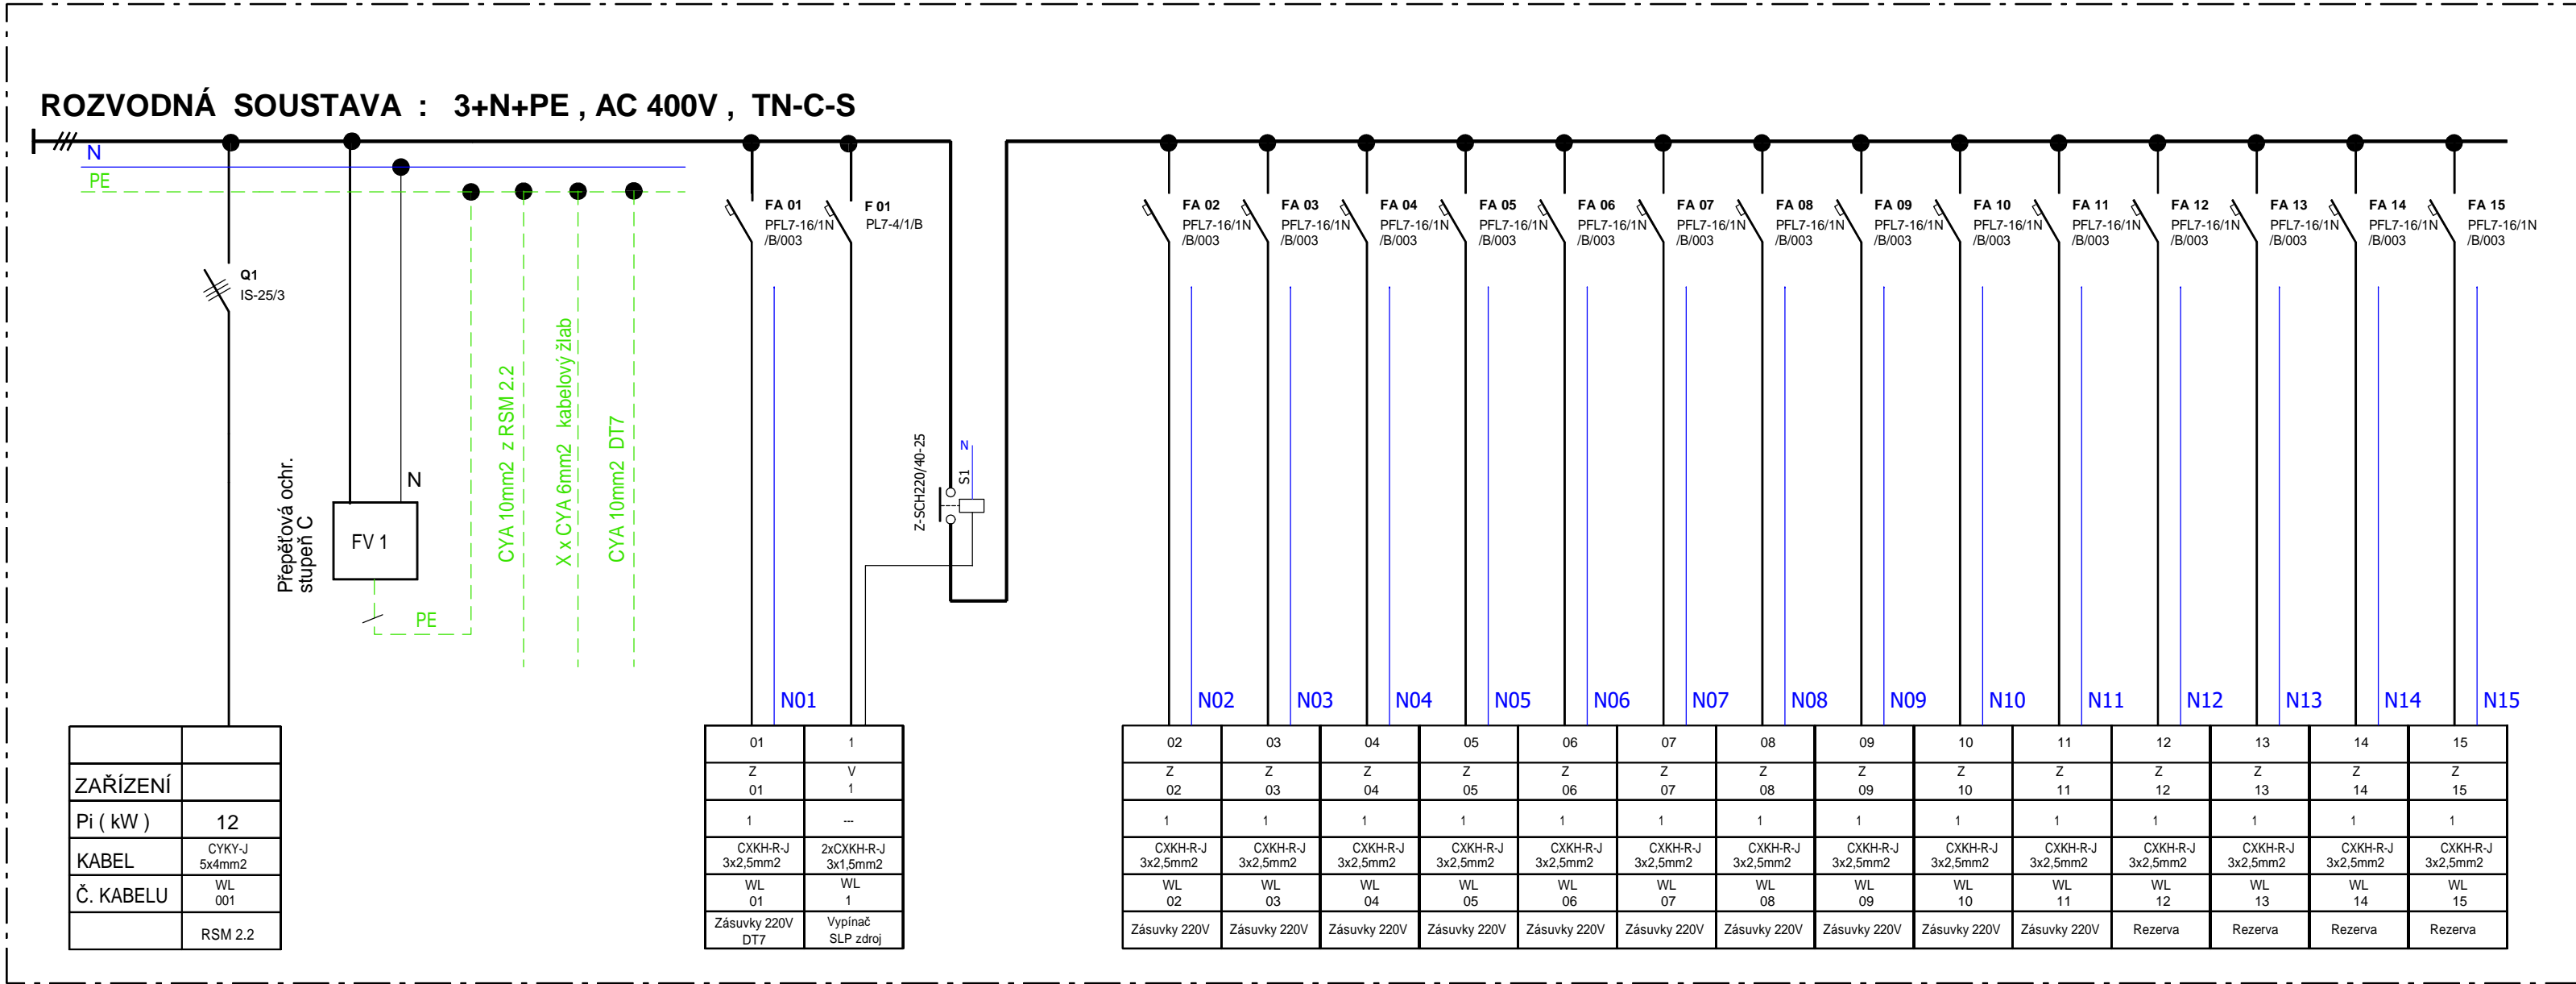 ROZVODNÁ SOUSTAVA : 3+N+PE , AC 400V , TN-C-S
N
PE
Q1
IS-25/3
Přepěťová ochr.
stupeň C
FV 1
N
PE
CYA 10mm2 z RSM 2.2
X x CYA 6mm2 kabelový žlab
CYA 10mm2 DT7
FA 01
PFL7-16/1N
/B/003
F 01
PL7-4/1/B
Z-SCH220/40-25
S1
N
FA 02
PFL7-16/1N
/B/003
FA 03
PFL7-16/1N
/B/003
FA 04
PFL7-16/1N
/B/003
FA 05
PFL7-16/1N
/B/003
FA 06
PFL7-16/1N
/B/003
FA 07
PFL7-16/1N
/B/003
FA 08
PFL7-16/1N
/B/003
FA 09
PFL7-16/1N
/B/003
FA 10
PFL7-16/1N
/B/003
FA 11
PFL7-16/1N
/B/003
FA 12
PFL7-16/1N
/B/003
FA 13
PFL7-16/1N
/B/003
FA 14
PFL7-16/1N
/B/003
FA 15
PFL7-16/1N
/B/003
N01
N02 N03 N04 N05 N06 N07 N08 N09 N10 N11 N12 N13 N14 N15
ZAŘÍZENÍ
Pi ( kW ) 12
KABEL CYKY-J
5x4mm2
Č. KABELU WL
001
RSM 2.2
01 1
Z V
01 1
1 ---
CXKH-R-J 2xCXKH-R-J
3x2,5mm2 3x1,5mm2
WL WL
01 1
Zásuvky 220V Vypínač
DT7 SLP zdroj
02 03 04 05 06 07 08 09 10 11 12 13 14 15
Z Z Z Z Z Z Z Z Z Z Z Z Z Z
02 03 04 05 06 07 08 09 10 11 12 13 14 15
1 1 1 1 1 1 1 1 1 1 1 1 1 1
CXKH-R-J CXKH-R-J CXKH-R-J CXKH-R-J CXKH-R-J CXKH-R-J CXKH-R-J CXKH-R-J CXKH-R-J CXKH-R-J CXKH-R-J CXKH-R-J CXKH-R-J CXKH-R-J
3x2,5mm2 3x2,5mm2 3x2,5mm2 3x2,5mm2 3x2,5mm2 3x2,5mm2 3x2,5mm2 3x2,5mm2 3x2,5mm2 3x2,5mm2 3x2,5mm2 3x2,5mm2 3x2,5mm2 3x2,5mm2
WL WL WL WL WL WL WL WL WL WL WL WL WL WL
02 03 04 05 06 07 08 09 10 11 12 13 14 15
Zásuvky 220V Zásuvky 220V Zásuvky 220V Zásuvky 220V Zásuvky 220V Zásuvky 220V Zásuvky 220V Zásuvky 220V Zásuvky 220V Zásuvky 220V Rezerva Rezerva Rezerva Rezerva